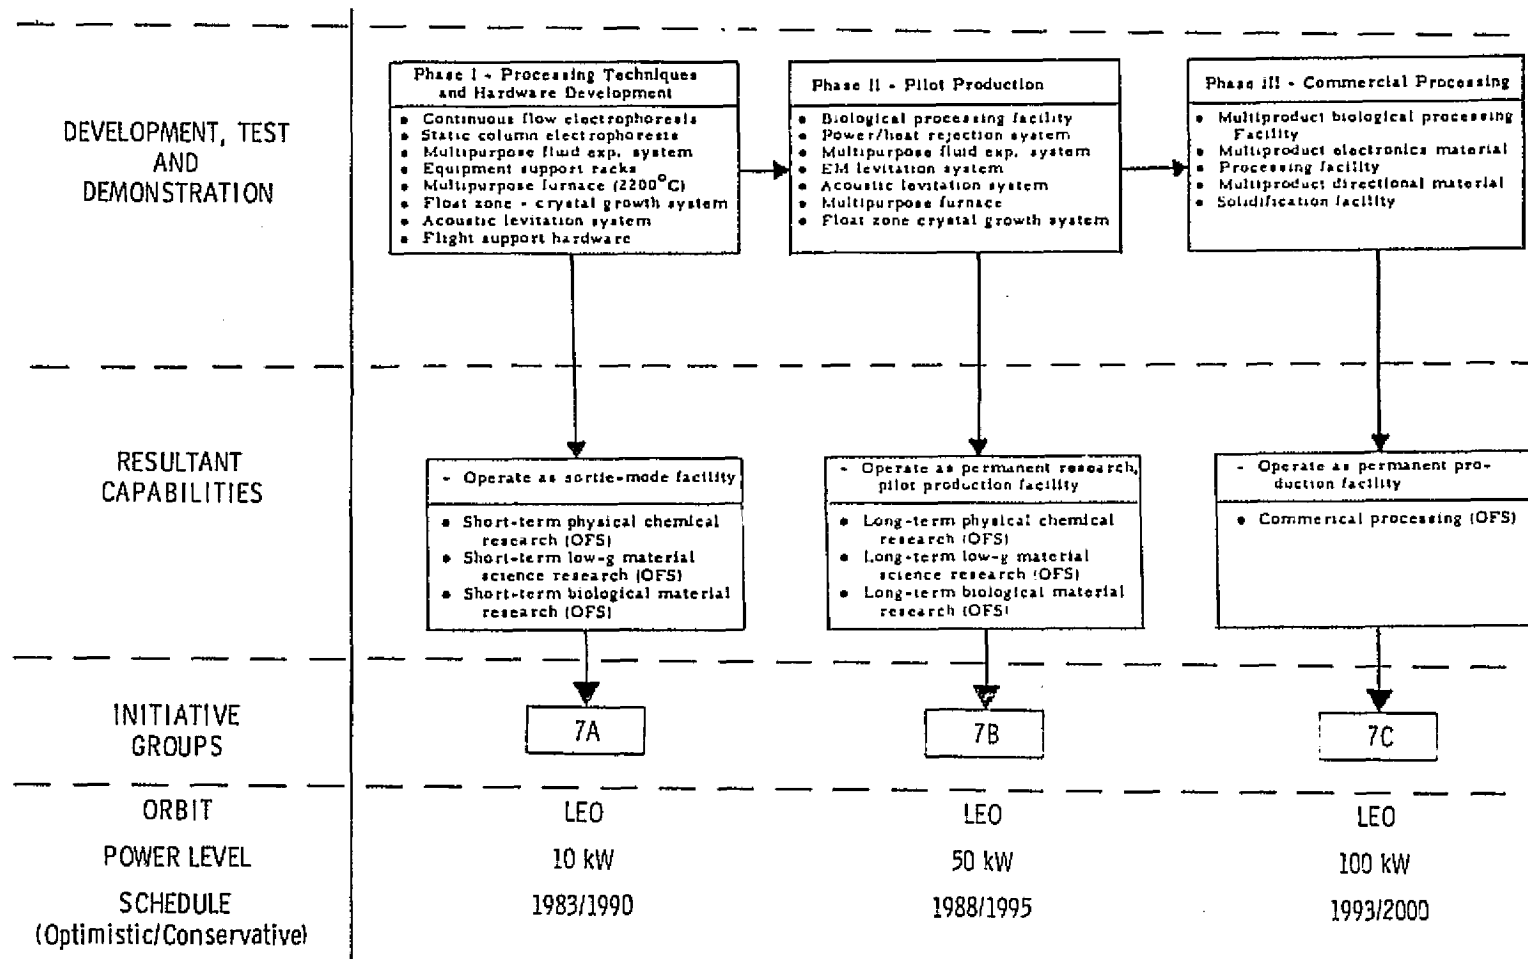 DEVELOPMENT, TEST
AND
DEMONSTRATION
Phase I - Processing Techniques
and Hardware Development
• Continuous flow electrophoresis
• Static column electrophoresis
• Multipurpose fluid exp. system
• Equipment support racks
• Multipurpose furnace (2200°C)
• Float zone - crystal growth system
• Acoustic levitation system
• Flight support hardware
Phase II - Pilot Production
• Biological processing facility
• Power/heat rejection system
• Multipurpose fluid exp. system
• EM levitation system
• Acoustic levitation system
• Multipurpose furnace
• Float zone crystal growth system
Phase III - Commercial Processing
• Multiproduct biological processing
Facility
• Multiproduct electronics material
• Processing facility
• Multiproduct directional material
• Solidification facility
RESULTANT
CAPABILITIES
- Operate as sortie-mode facility
• Short-term physical chemical
research (OFS)
• Short-term low-g material
science research (OFS)
• Short-term biological material
research (OFS)
- Operate as permanent research,
pilot production facility
• Long-term physical chemical
research (OFS)
• Long-term low-g material
science research (OFS)
• Long-term biological material
research (OFS)
- Operate as permanent pro-
duction facility
• Commerical processing (OFS)
INITIATIVE
GROUPS
7A
7B
7C
ORBIT
LEO
LEO
LEO
POWER LEVEL
10 kW
50 kW
100 kW
SCHEDULE
(Optimistic/Conservative)
1983/1990
1988/1995
1993/2000